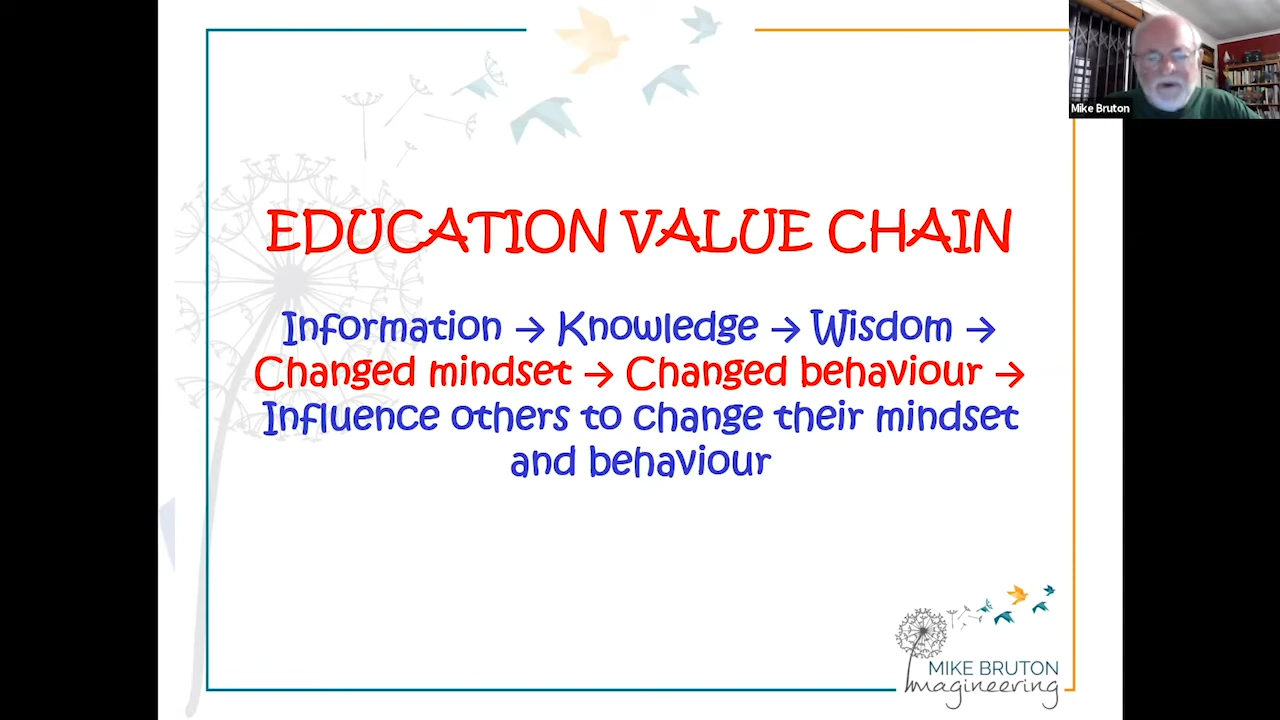 Mike Bruton
EDUCATION VALUE CHAIN
Information → Knowledge → Wisdom →
Changed mindset → Changed behaviour →
Influence others to change their mindset
and behaviour
MIKE BRUTON
Imagineering